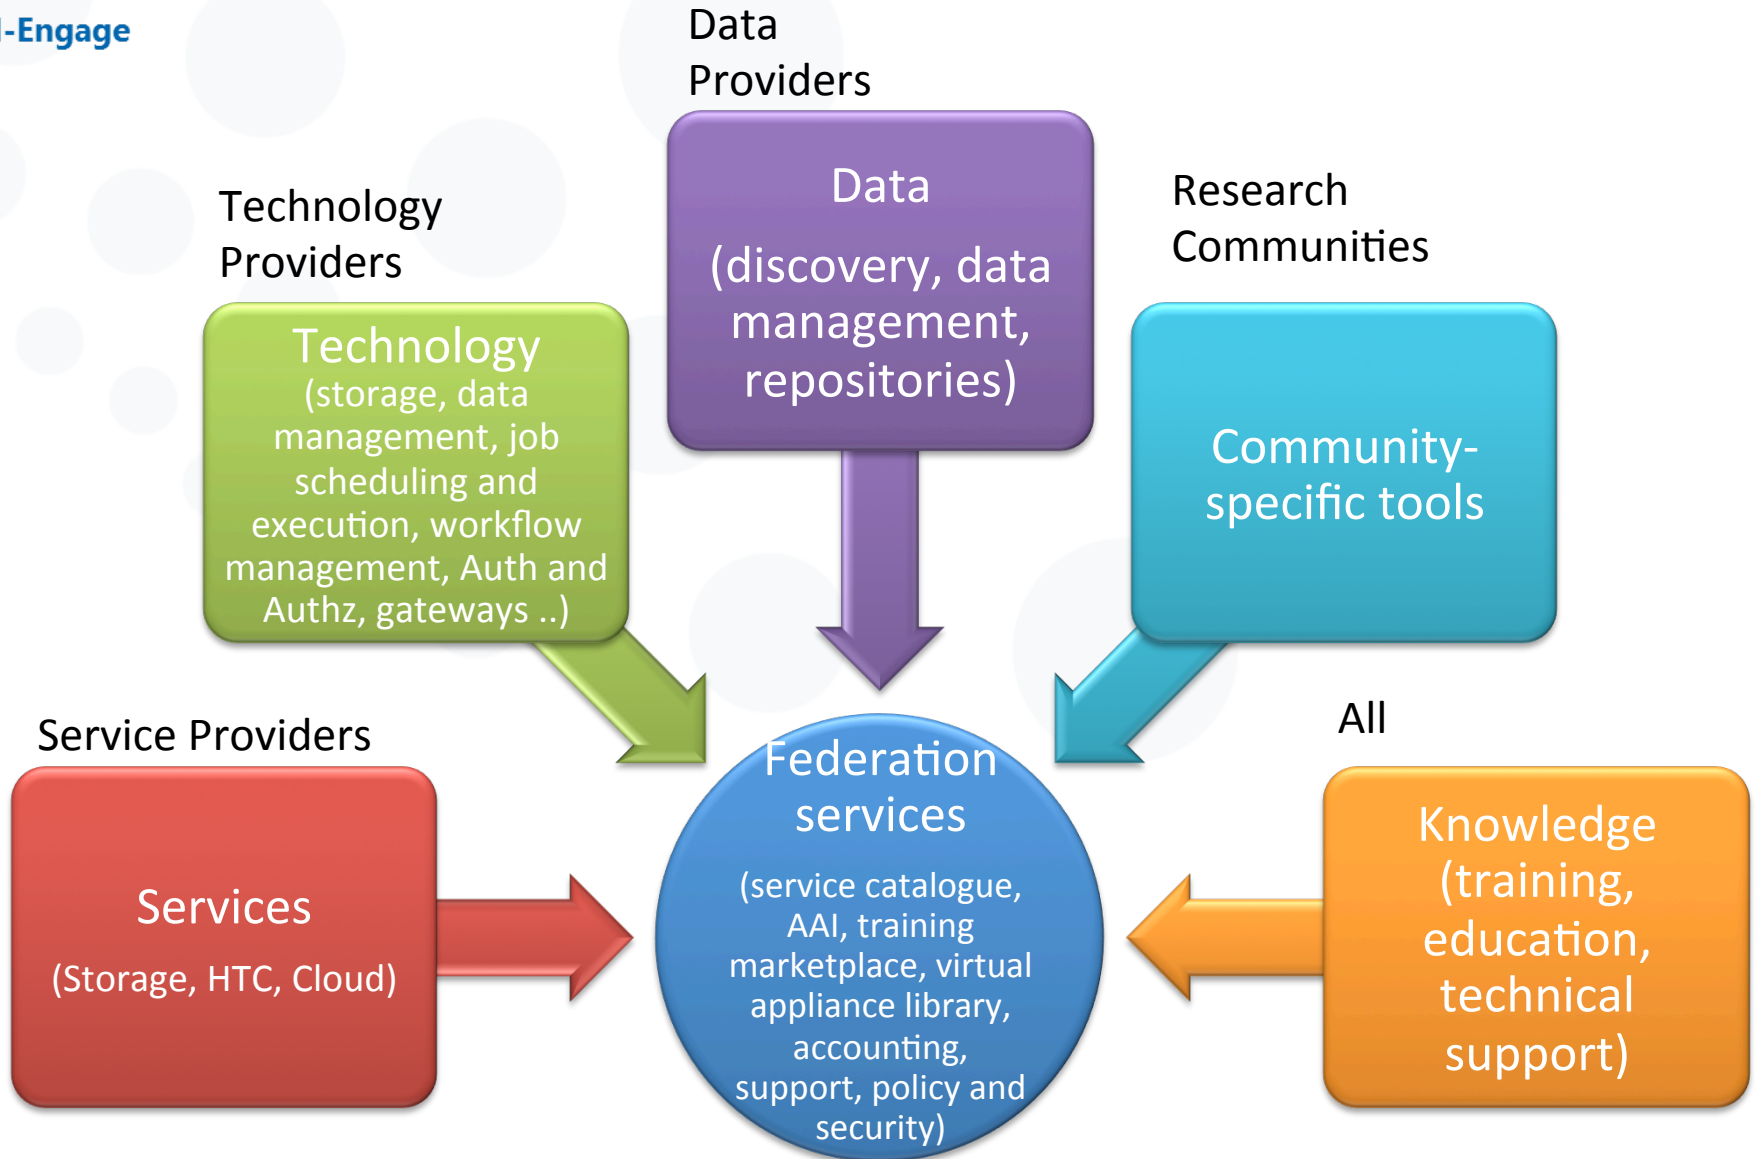 -Engage
Data
Providers
Data
(discovery, data
management,
repositories)
Technology
Providers
Technology
(storage, data
management, job
scheduling and
execution, workflow
management, Auth and
Authz, gateways ..)
Research
Communities
Community-
specific tools
Service Providers
Services
(Storage, HTC, Cloud)
Federation
services
(service catalogue,
AAI, training
marketplace, virtual
appliance library,
accounting,
support, policy and
security)
All
Knowledge
(training,
education,
technical
support)